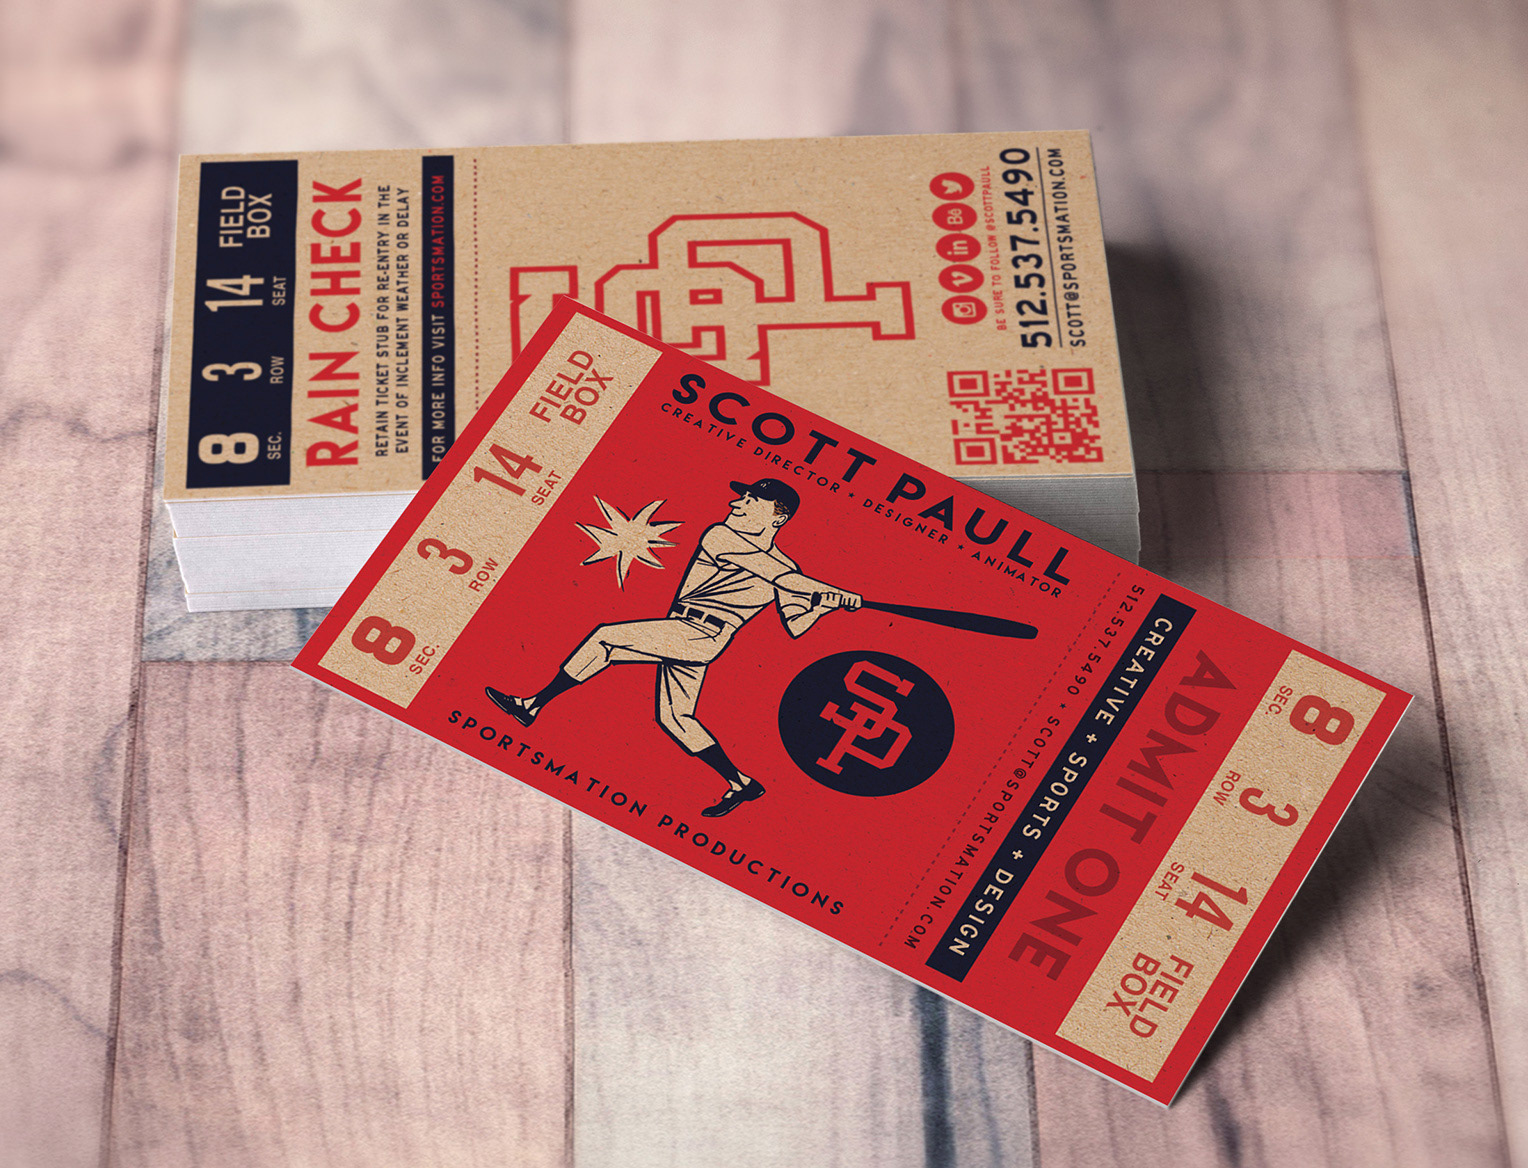 8 3 14 FIELD
SEC. ROW SEAT BOX
RAIN CHECK
RETAIN TICKET STUB FOR RE-ENTRY IN THE
EVENT OF INCLEMENT WEATHER OR DELAY
FOR MORE INFO VISIT SPORTSMATION.COM
SP
Bē in
BE SURE TO FOLLOW @SCOTTPAULL
512.537.5490
SCOTT@SPORTSMATION.COM
8 3 14 FIELD
SEC. ROW SEAT BOX
SCOTT PAULL
CREATIVE DIRECTOR * DESIGNER * ANIMATOR
SP
SPORTSMATION PRODUCTIONS
512.537.5490 * SCOTT@SPORTSMATION.COM
CREATIVE + SPORTS + DESIGN
ADMIT ONE
8 3 14 FIELD
SEC. ROW SEAT BOX